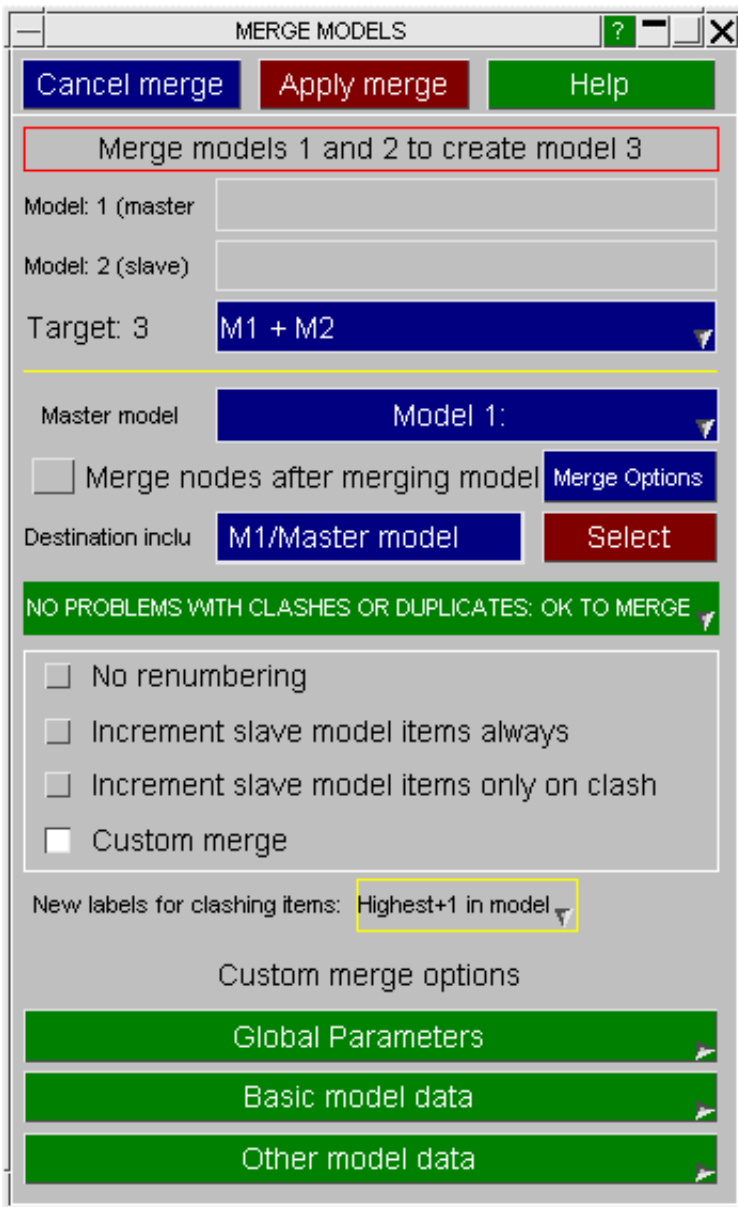 MERGE MODELS ?
Cancel merge Apply merge Help
Merge models 1 and 2 to create model 3
Model: 1 (master
Model: 2 (slave)
Target: 3 M1 + M2
Master model Model 1:
Merge nodes after merging model Merge Options
Destination inclu M1/Master model Select
NO PROBLEMS WITH CLASHES OR DUPLICATES: OK TO MERGE
No renumbering
Increment slave model items always
Increment slave model items only on clash
Custom merge
New labels for clashing items: Highest+1 in model
Custom merge options
Global Parameters
Basic model data
Other model data